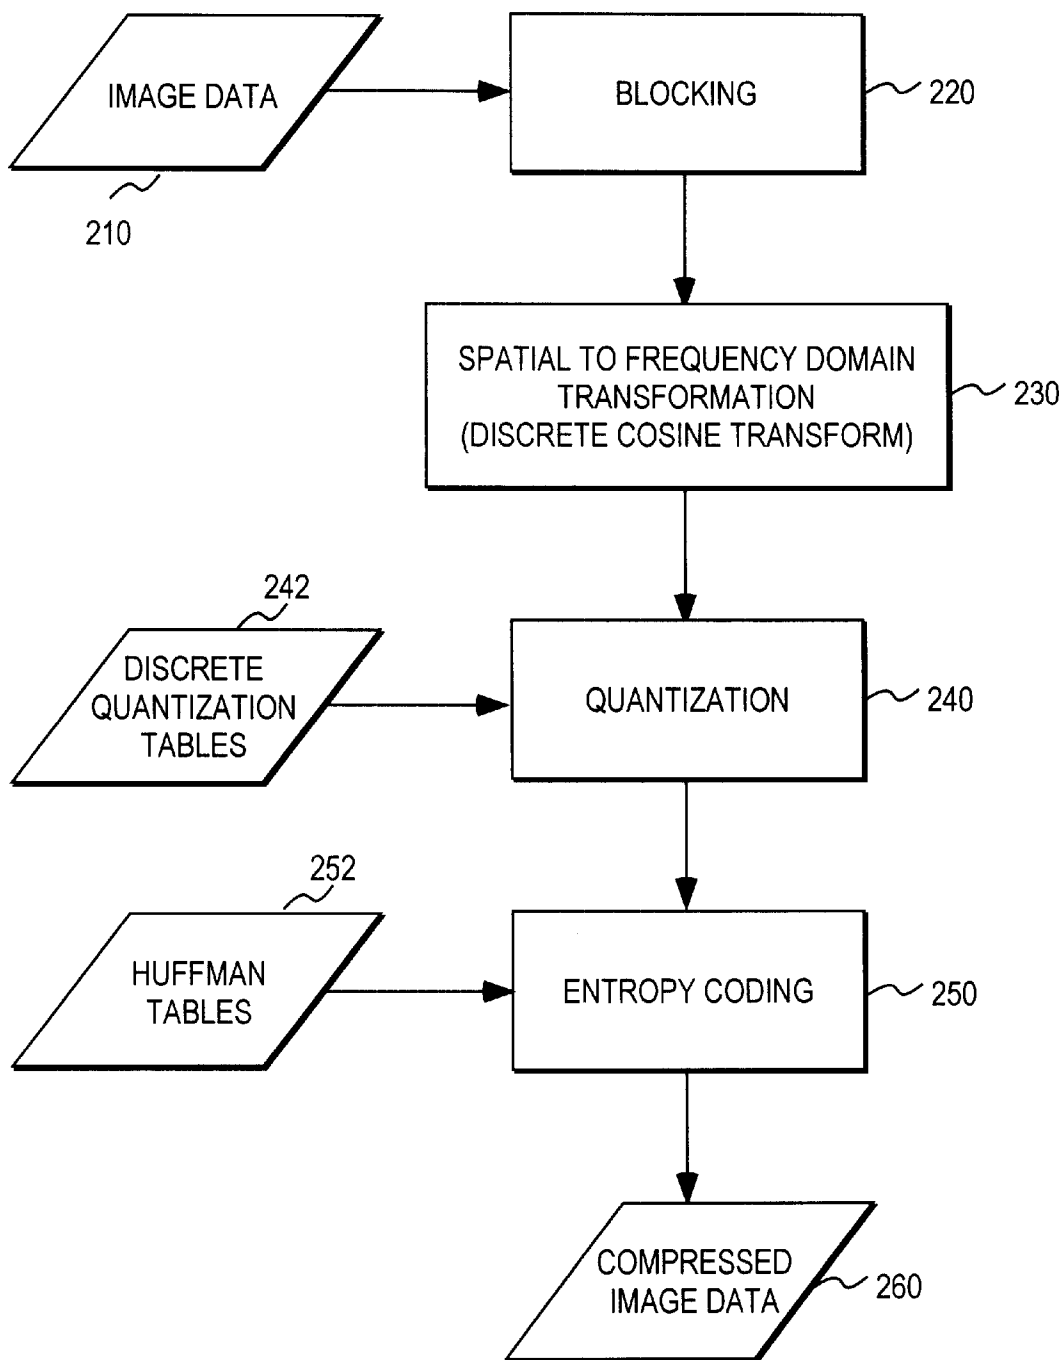 IMAGE DATA
210
BLOCKING
220
SPATIAL TO FREQUENCY DOMAIN
TRANSFORMATION
(DISCRETE COSINE TRANSFORM)
230
242
DISCRETE
QUANTIZATION
TABLES
QUANTIZATION
240
252
HUFFMAN
TABLES
ENTROPY CODING
250
COMPRESSED
IMAGE DATA
260